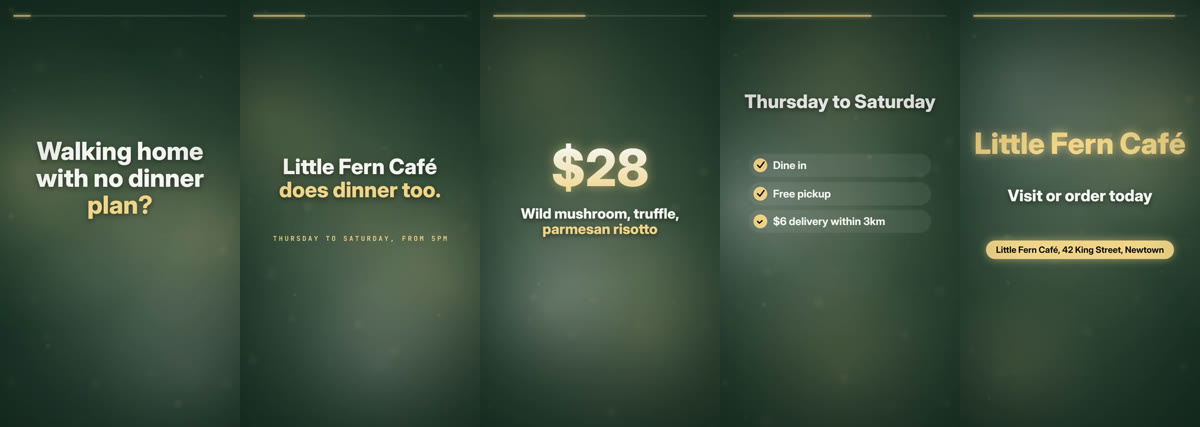 Walking home
with no dinner
plan?
Little Fern Café
does dinner too.
THURSDAY TO SATURDAY, FROM 5PM
$28
Wild mushroom, truffle,
parmesan risotto
Thursday to Saturday
Dine in
Free pickup
$6 delivery within 3km
Little Fern Café
Visit or order today
Little Fern Café, 42 King Street, Newtown